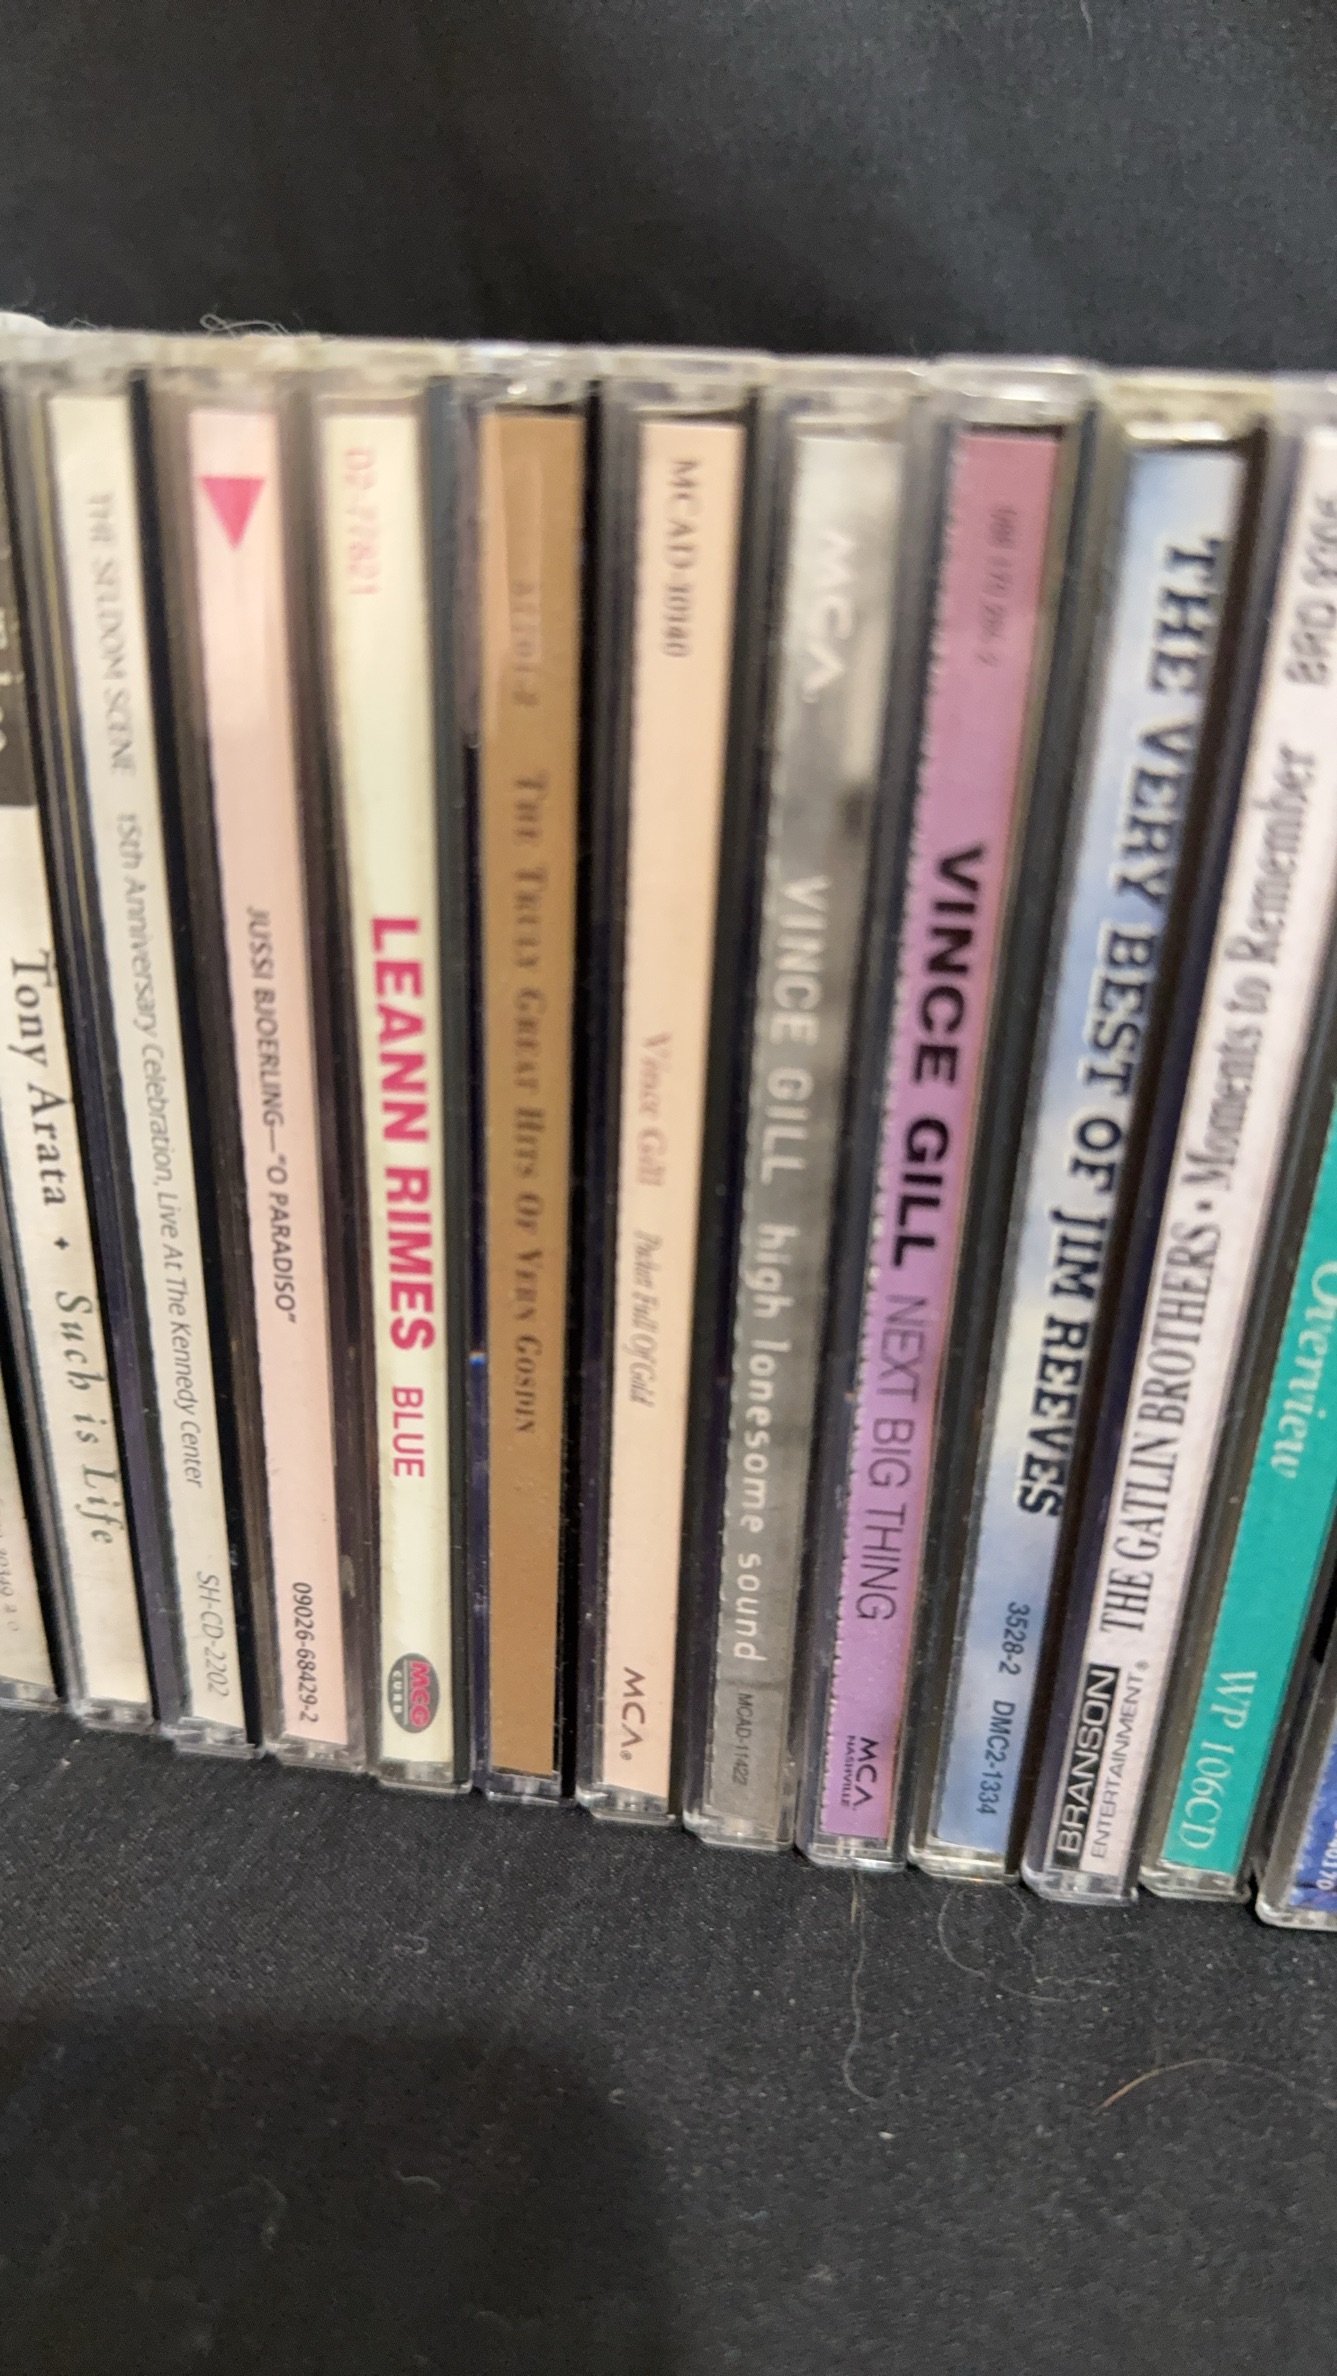 Tony Arata • Such is Life
THE SELDOM SCENE 15th Anniversary Celebration, Live At The Kennedy Center SH-CD-2202
JUSSI BJOERLING—"O PARADISO" 09026-68429-2
D2-77821 LEANN RIMES BLUE MCG CURB
THE TRULY GREAT HITS OF VERN GOSDIN
MCAD-10140 Vince Gill Pocket Full Of Gold MCA®
MCA VINCE GILL high lonesome sound MCAD-11422
VINCE GILL NEXT BIG THING MCA NASHVILLE
THE VERY BEST OF JIM REEVES 3528-2 DMC2-1334
THE GATLIN BROTHERS • Moments to Remember BRANSON ENTERTAINMENT®
Overview WP 106CD